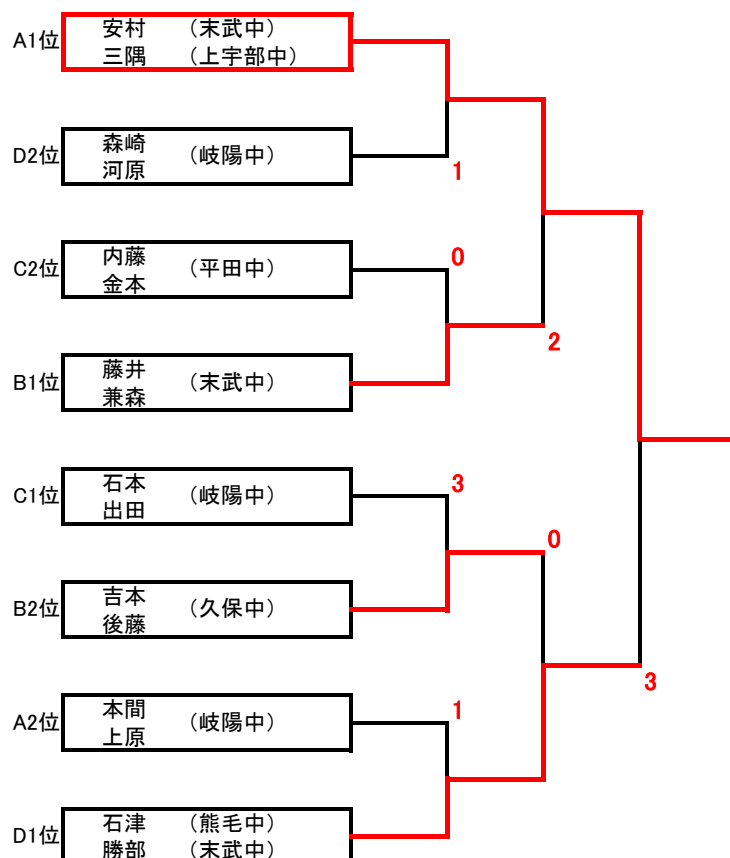 A1位 安村 （末武中）
三隅 （上宇部中）
D2位 森崎 （岐陽中）
河原
1
C2位 内藤 （平田中）
金本
0
2
B1位 藤井 （末武中）
兼森
C1位 石本 （岐陽中）
出田
3
0
B2位 吉本 （久保中）
後藤
3
A2位 本間 （岐陽中）
上原
1
D1位 石津 （熊毛中）
勝部 （末武中）